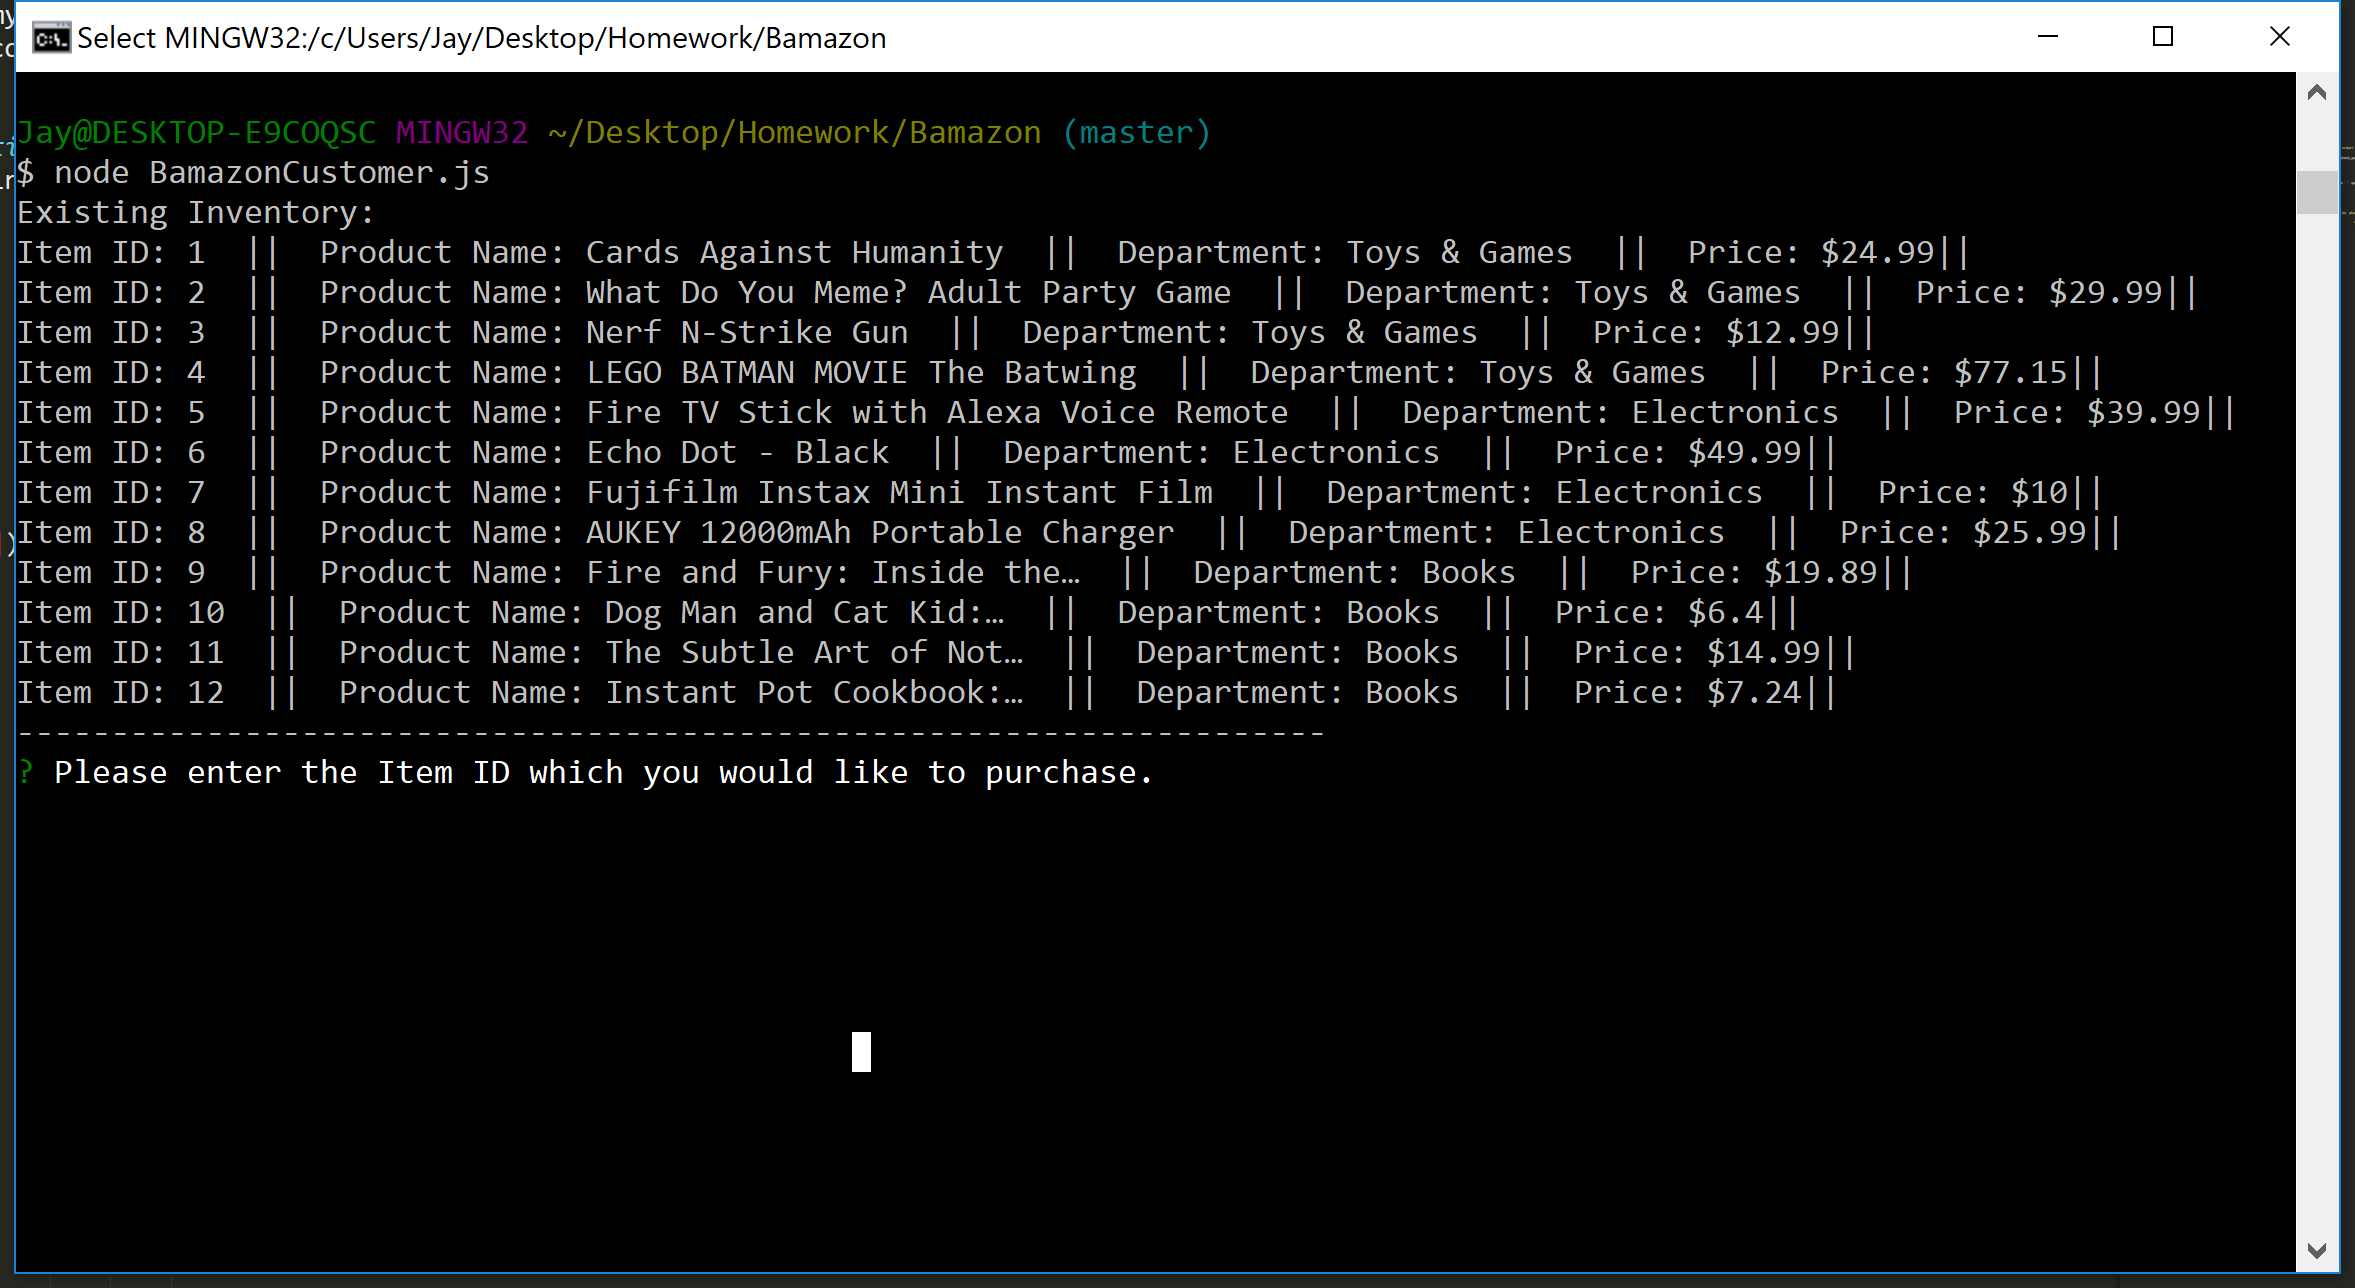 Select MINGW32:/c/Users/Jay/Desktop/Homework/Bamazon
Jay@DESKTOP-E9COQSC MINGW32 ~/Desktop/Homework/Bamazon (master)
$ node BamazonCustomer.js
Existing Inventory:
Item ID: 1  ||  Product Name: Cards Against Humanity  ||  Department: Toys & Games  ||  Price: $24.99||
Item ID: 2  ||  Product Name: What Do You Meme? Adult Party Game  ||  Department: Toys & Games  ||  Price: $29.99||
Item ID: 3  ||  Product Name: Nerf N-Strike Gun  ||  Department: Toys & Games  ||  Price: $12.99||
Item ID: 4  ||  Product Name: LEGO BATMAN MOVIE The Batwing  ||  Department: Toys & Games  ||  Price: $77.15||
Item ID: 5  ||  Product Name: Fire TV Stick with Alexa Voice Remote  ||  Department: Electronics  ||  Price: $39.99||
Item ID: 6  ||  Product Name: Echo Dot - Black  ||  Department: Electronics  ||  Price: $49.99||
Item ID: 7  ||  Product Name: Fujifilm Instax Mini Instant Film  ||  Department: Electronics  ||  Price: $10||
Item ID: 8  ||  Product Name: AUKEY 12000mAh Portable Charger  ||  Department: Electronics  ||  Price: $25.99||
Item ID: 9  ||  Product Name: Fire and Fury: Inside the…  ||  Department: Books  ||  Price: $19.89||
Item ID: 10  ||  Product Name: Dog Man and Cat Kid:…  ||  Department: Books  ||  Price: $6.4||
Item ID: 11  ||  Product Name: The Subtle Art of Not…  ||  Department: Books  ||  Price: $14.99||
Item ID: 12  ||  Product Name: Instant Pot Cookbook:…  ||  Department: Books  ||  Price: $7.24||
---------------------------------------------------------------------
? Please enter the Item ID which you would like to purchase.